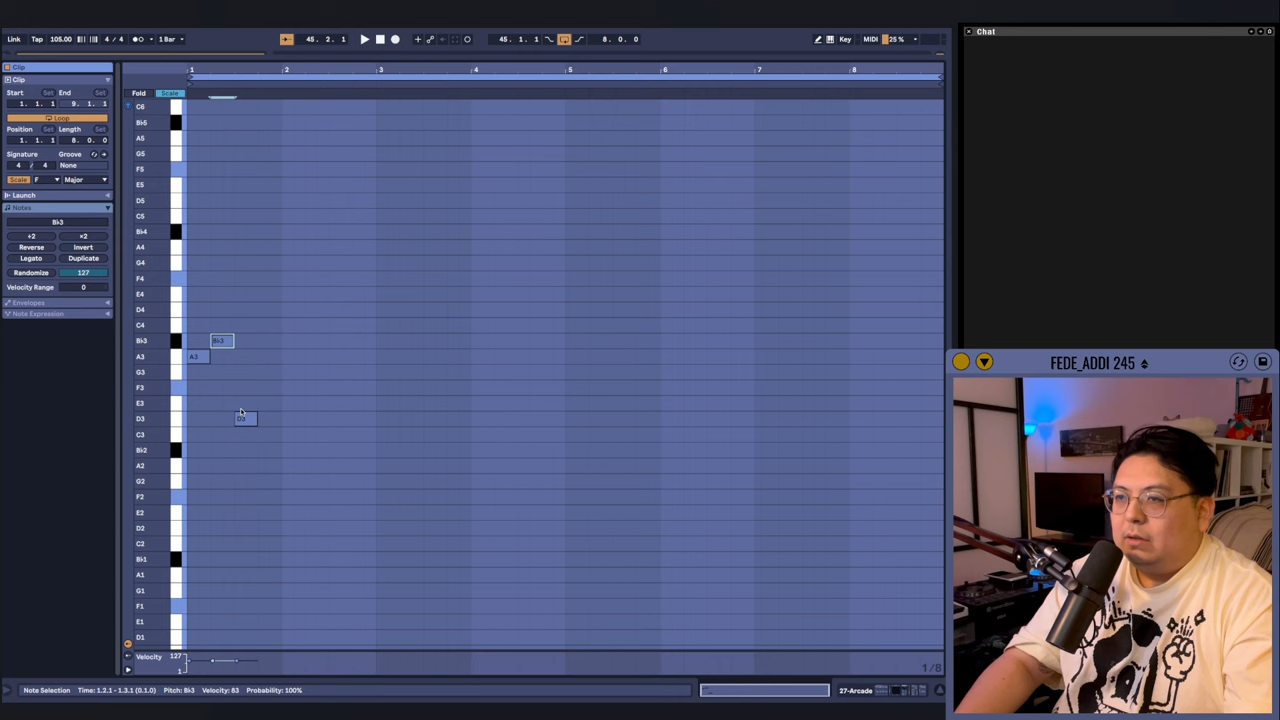 Link Tap 105.00 4 / 4 1 Bar 45. 2. 1 45. 1. 1 8. 0. 0 Key MIDI 25 %
Chat
Clip
Clip
Start Set End Set
1. 1. 1 9. 1. 1
Loop
Position Set Length Set
1. 1. 1 8. 0. 0
Signature Groove
4 / 4 None
Scale F Major
Launch
Notes
B♭3
÷2 ×2
Reverse Invert
Legato Duplicate
Randomize 127
Velocity Range 0
Envelopes
Note Expression
1 2 3 4 5 6 7 8
Fold Scale
C6
B♭5
A5
G5
F5
E5
D5
C5
B♭4
A4
G4
F4
E4
D4
C4
B♭3 B♭3
A3 A3
G3
F3
E3
D3 D3
C3
B♭2
A2
G2
F2
E2
D2
C2
B♭1
A1
G1
F1
E1
D1
Velocity 127
1
1/8
FEDE_ADDI 245
Note Selection Time: 1.2.1 - 1.3.1 (0.1.0) Pitch: B♭3 Velocity: 83 Probability: 100%
27-Arcade